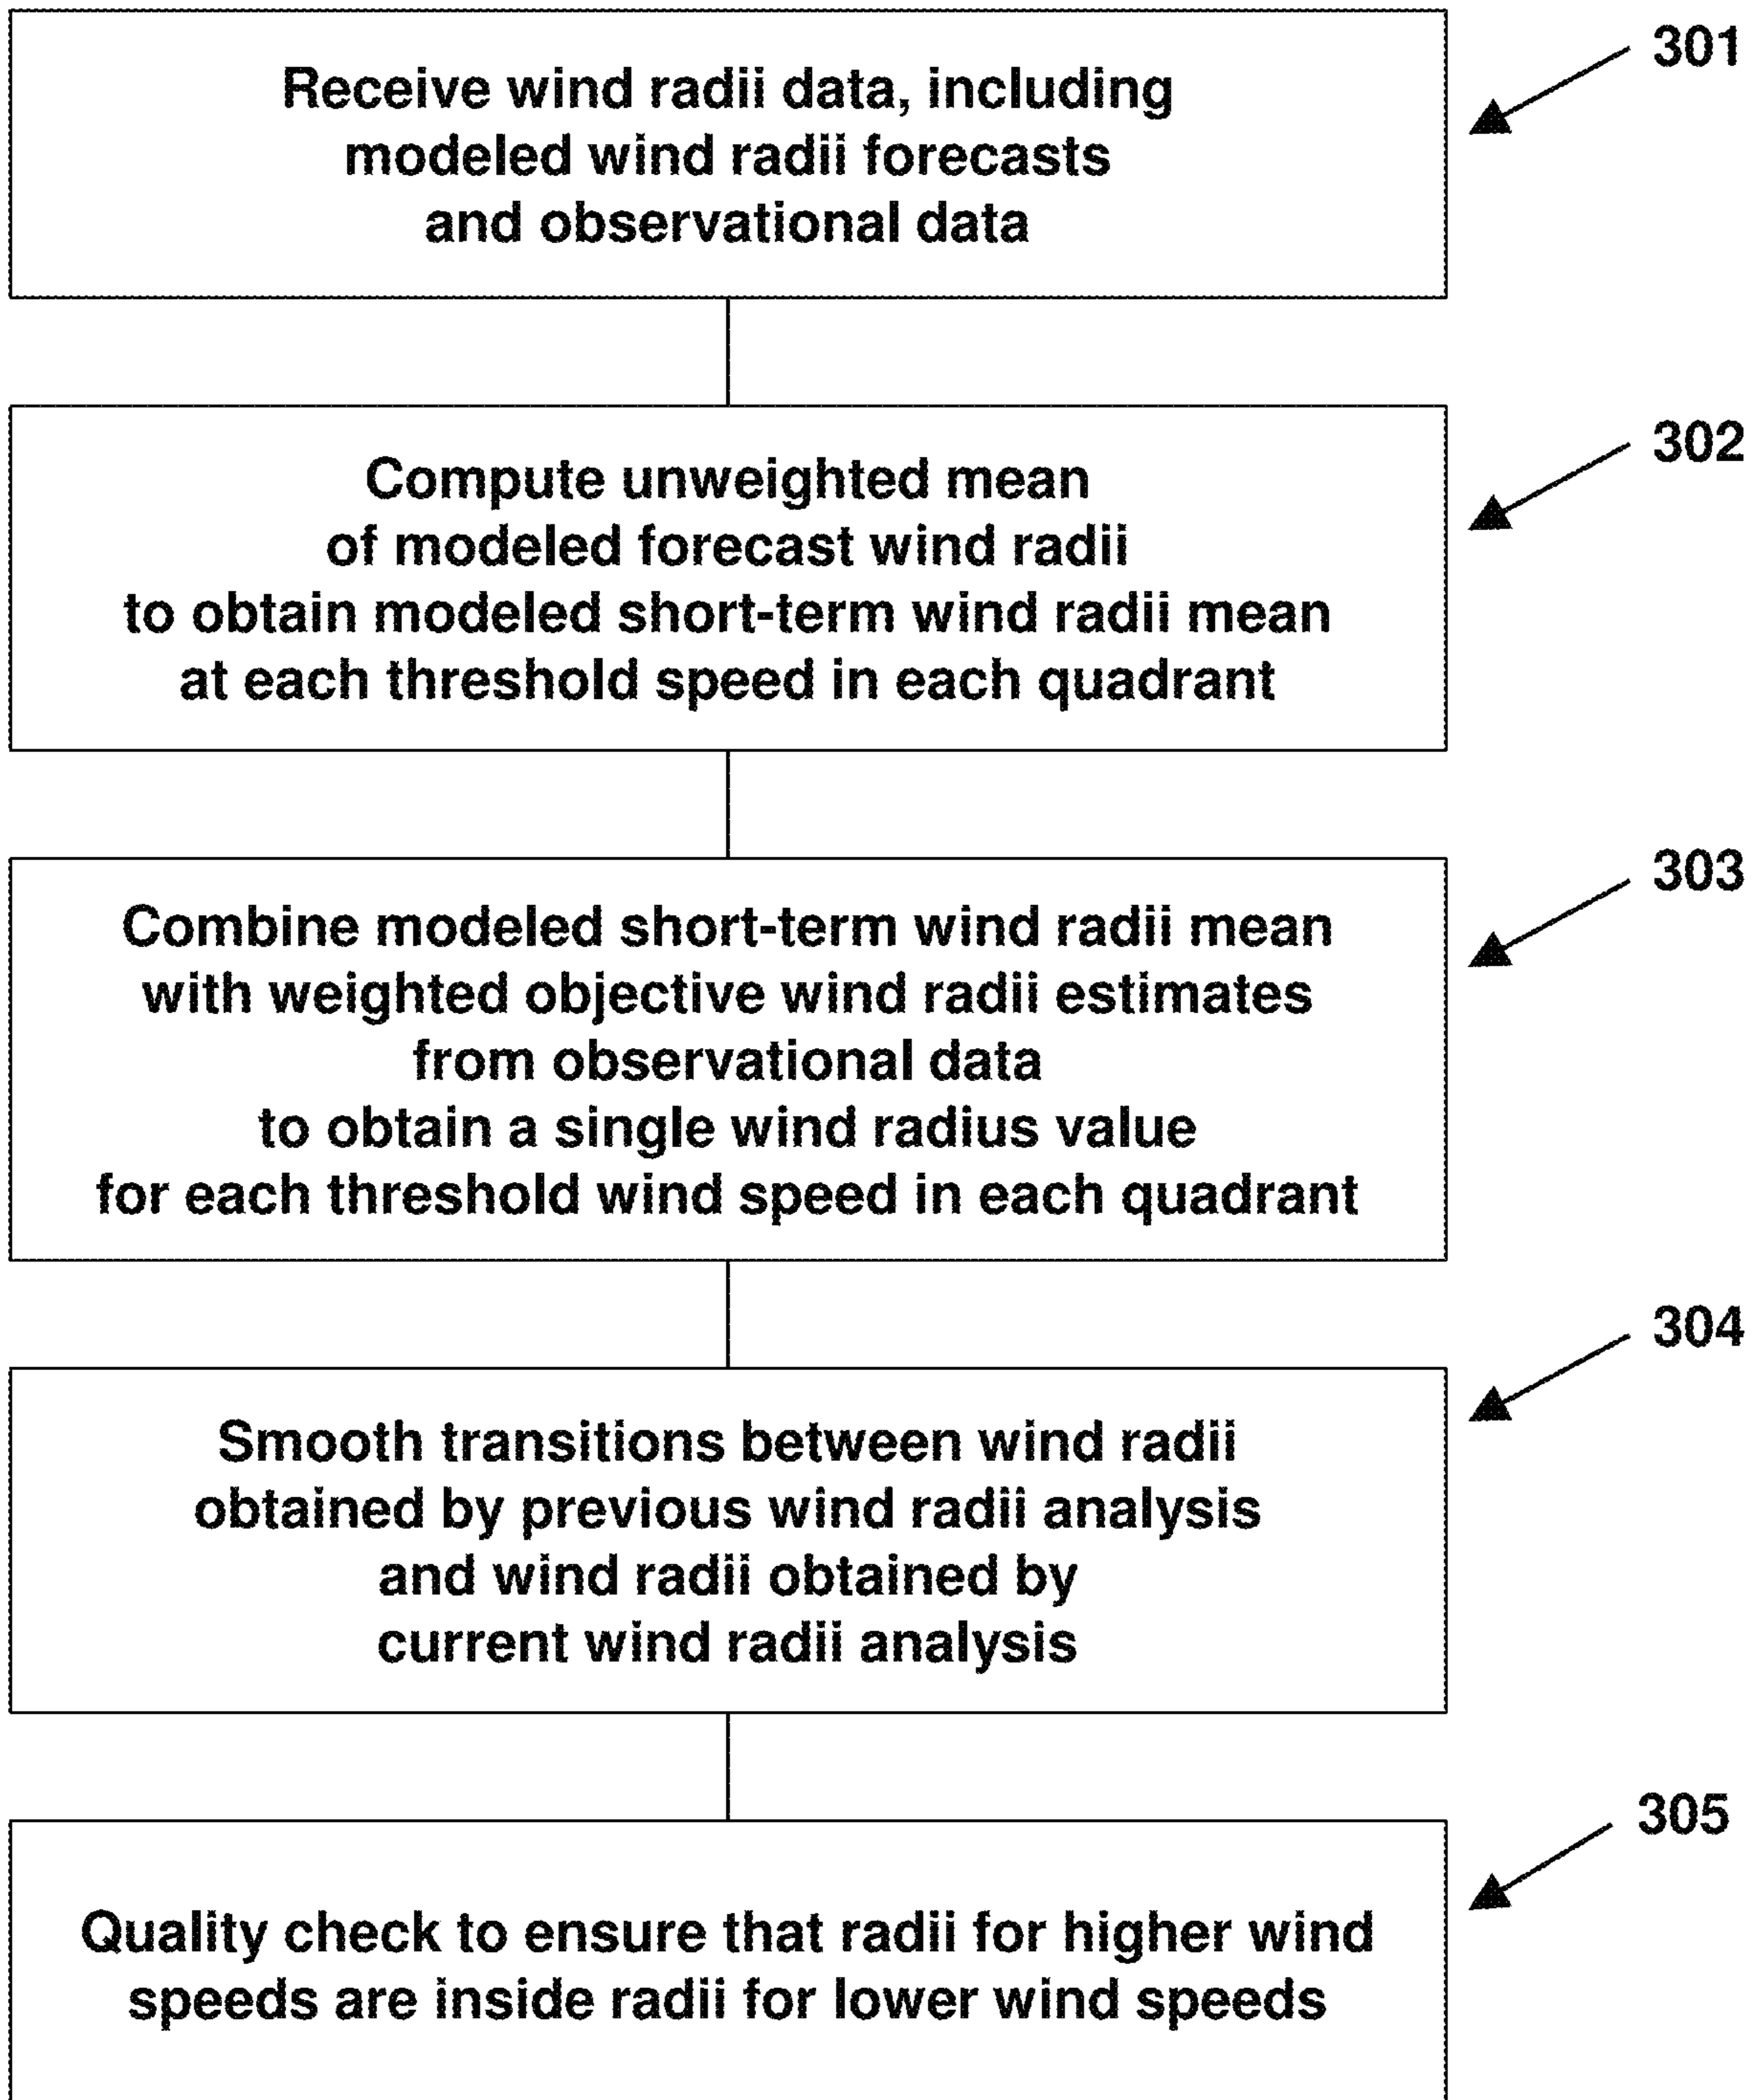 Receive wind radii data, including
modeled wind radii forecasts
and observational data
301
Compute unweighted mean
of modeled forecast wind radii
to obtain modeled short-term wind radii mean
at each threshold speed in each quadrant
302
Combine modeled short-term wind radii mean
with weighted objective wind radii estimates
from observational data
to obtain a single wind radius value
for each threshold wind speed in each quadrant
303
Smooth transitions between wind radii
obtained by previous wind radii analysis
and wind radii obtained by
current wind radii analysis
304
Quality check to ensure that radii for higher wind
speeds are inside radii for lower wind speeds
305